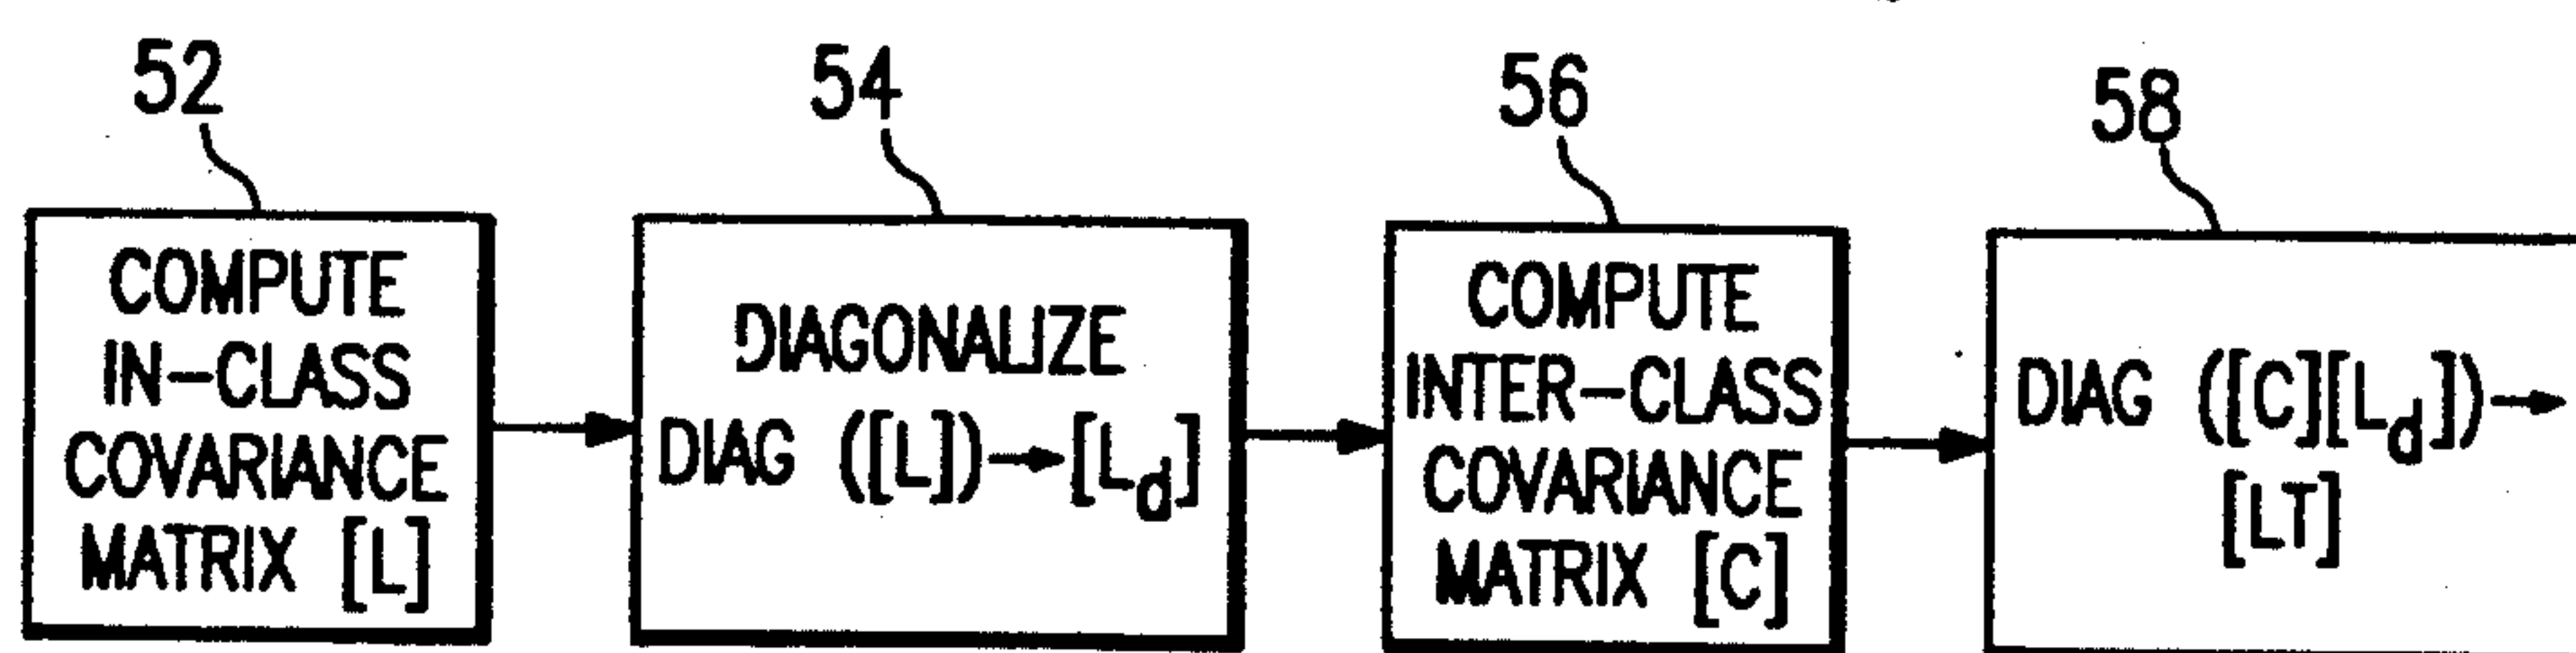 52
54
56
58
COMPUTE
IN-CLASS
COVARIANCE
MATRIX [L]
DIAGONALIZE
DIAG ([L])→[Ld]
COMPUTE
INTER-CLASS
COVARIANCE
MATRIX [C]
DIAG ([C][Ld])→
[LT]